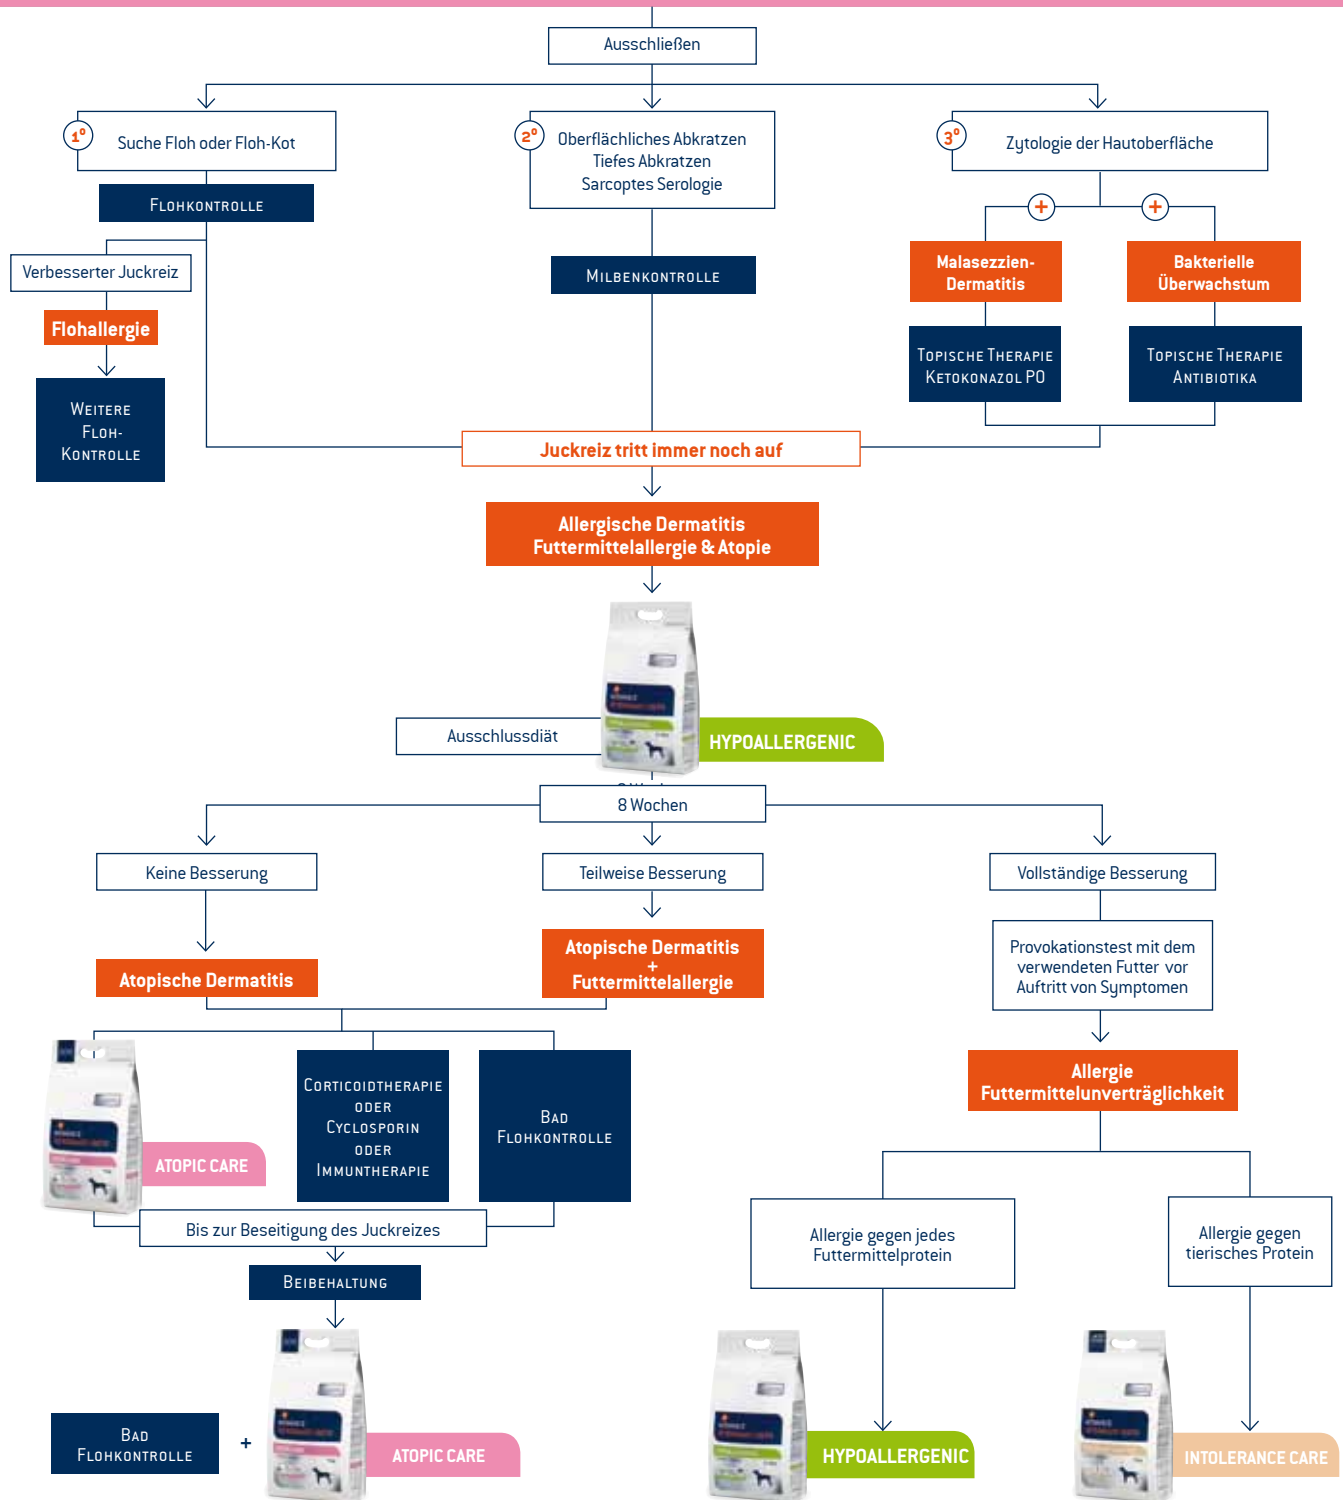 Ausschließen
1º
Suche Floh oder Floh-Kot
2º
Oberflächliches Abkratzen
Tiefes Abkratzen
Sarcoptes Serologie
3º
Zytologie der Hautoberfläche
Flohkontrolle
Verbesserter Juckreiz
Flohallergie
Weitere
Floh-
Kontrolle
Milbenkontrolle
+
+
Malasezzien-
Dermatitis
Bakterielle
Überwachstum
Topische Therapie
Ketokonazol PO
Topische Therapie
Antibiotika
Juckreiz tritt immer noch auf
Allergische Dermatitis
Futtermittelallergie & Atopie
Ausschlussdiät
HYPOALLERGENIC
8 Wochen
Keine Besserung
Teilweise Besserung
Vollständige Besserung
Atopische Dermatitis
Atopische Dermatitis
+
Futtermittelallergie
Provokationstest mit dem
verwendeten Futter vor
Auftritt von Symptomen
Allergie
Futtermittelunverträglichkeit
ATOPIC CARE
Corticoidtherapie
oder
Cyclosporin
oder
Immuntherapie
Bad
Flohkontrolle
Bis zur Beseitigung des Juckreizes
Beibehaltung
Allergie gegen jedes
Futtermittelprotein
Allergie gegen
tierisches Protein
Bad
Flohkontrolle
+
ATOPIC CARE
HYPOALLERGENIC
INTOLERANCE CARE